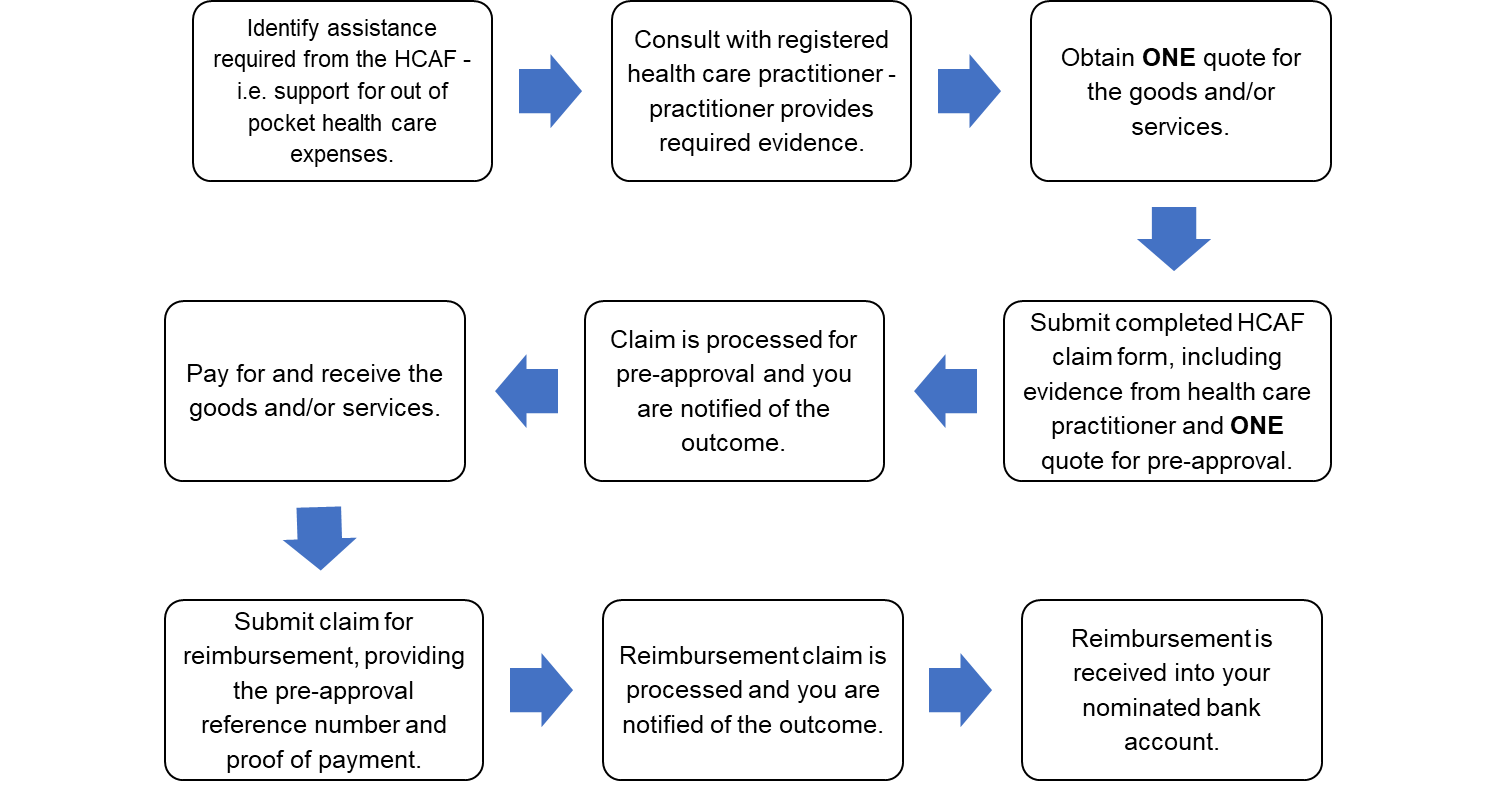 Identify assistance
required from the HCAF -
i.e. support for out of
pocket health care
expenses.
Consult with registered
health care practitioner -
practitioner provides
required evidence.
Obtain ONE quote for
the goods and/or
services.
Submit completed HCAF
claim form, including
evidence from health care
practitioner and ONE
quote for pre-approval.
Claim is processed for
pre-approval and you
are notified of the
outcome.
Pay for and receive the
goods and/or services.
Submit claim for
reimbursement, providing
the pre-approval
reference number and
proof of payment.
Reimbursement claim is
processed and you are
notified of the outcome.
Reimbursement is
received into your
nominated bank
account.